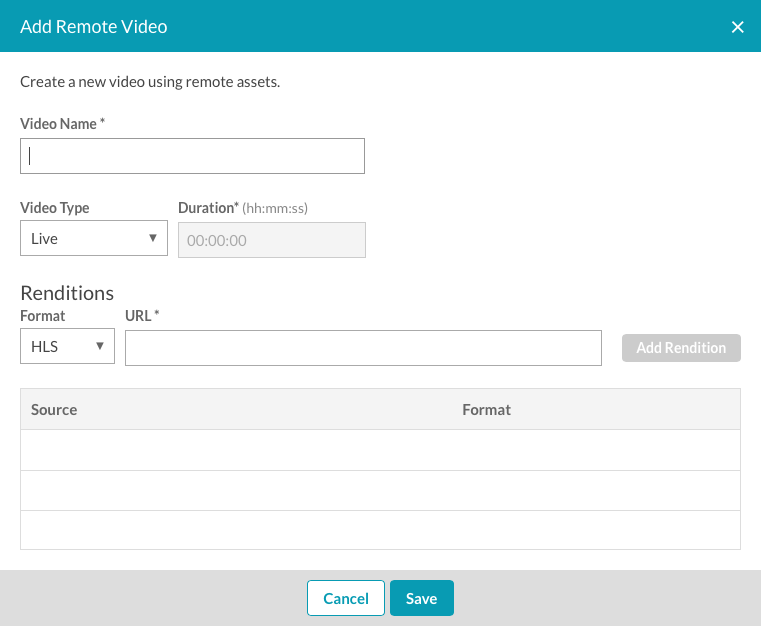 Add Remote Video ×
Create a new video using remote assets.
Video Name *
Video Type Duration* (hh:mm:ss)
Live 00:00:00
Renditions
Format URL *
HLS Add Rendition
Source Format
Cancel Save